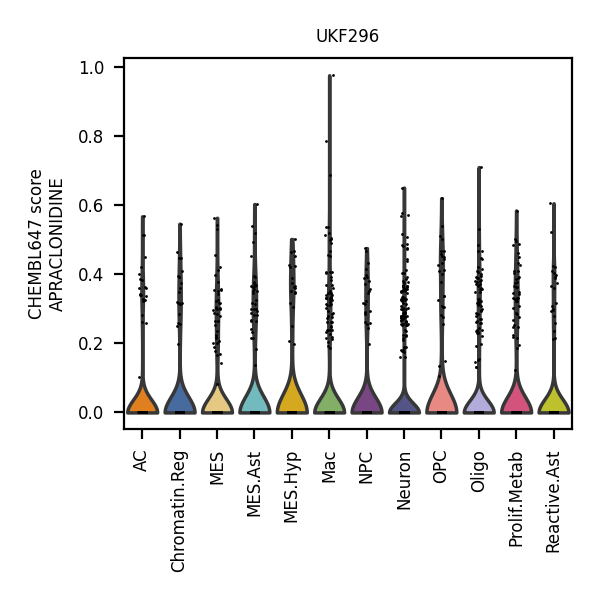 UKF296
CHEMBL647 score
APRACLONIDINE
1.0
0.8
0.6
0.4
0.2
0.0
AC
Chromatin.Reg
MES
MES.Ast
MES.Hyp
Mac
NPC
Neuron
OPC
Oligo
Prolif.Metab
Reactive.Ast